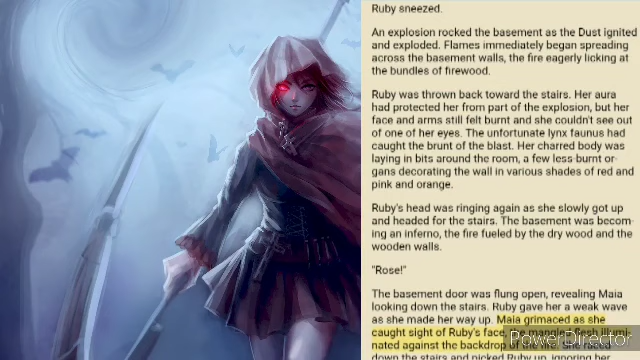 Ruby sneezed.
An explosion rocked the basement as the Dust ignited
and exploded. Flames immediately began spreading
across the basement walls, the fire eagerly licking at
the bundles of firewood.
Ruby was thrown back toward the stairs. Her aura
had protected her from part of the explosion, but her
face and arms still felt burnt and she couldn't see out
of one of her eyes. The unfortunate lynx faunus had
caught the brunt of the blast. Her charred body was
laying in bits around the room, a few less-burnt or-
gans decorating the wall in various shades of red and
pink and orange.
Ruby's head was ringing again as she slowly got up
and headed for the stairs. The basement was becom-
ing an inferno, the fire fueled by the dry wood and the
wooden walls.
"Rose!"
The basement door was flung open, revealing Maia
looking down the stairs. Ruby gave her a weak wave
as she made her way up. Maia grimaced as she
caught sight of Ruby's face, the mangled flesh illumi-
nated against the backdrop of the
down the stairs and picked Ruby up, ignoring her
PowerDirector